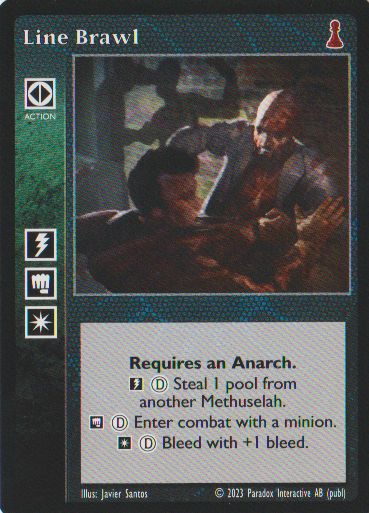 Line Brawl
ACTION
Requires an Anarch.
Ⓓ Steal 1 pool from
another Methuselah.
Ⓓ Enter combat with a minion.
Ⓓ Bleed with +1 bleed.
Illus: Javier Santos © 2023 Paradox Interactive AB (publ)